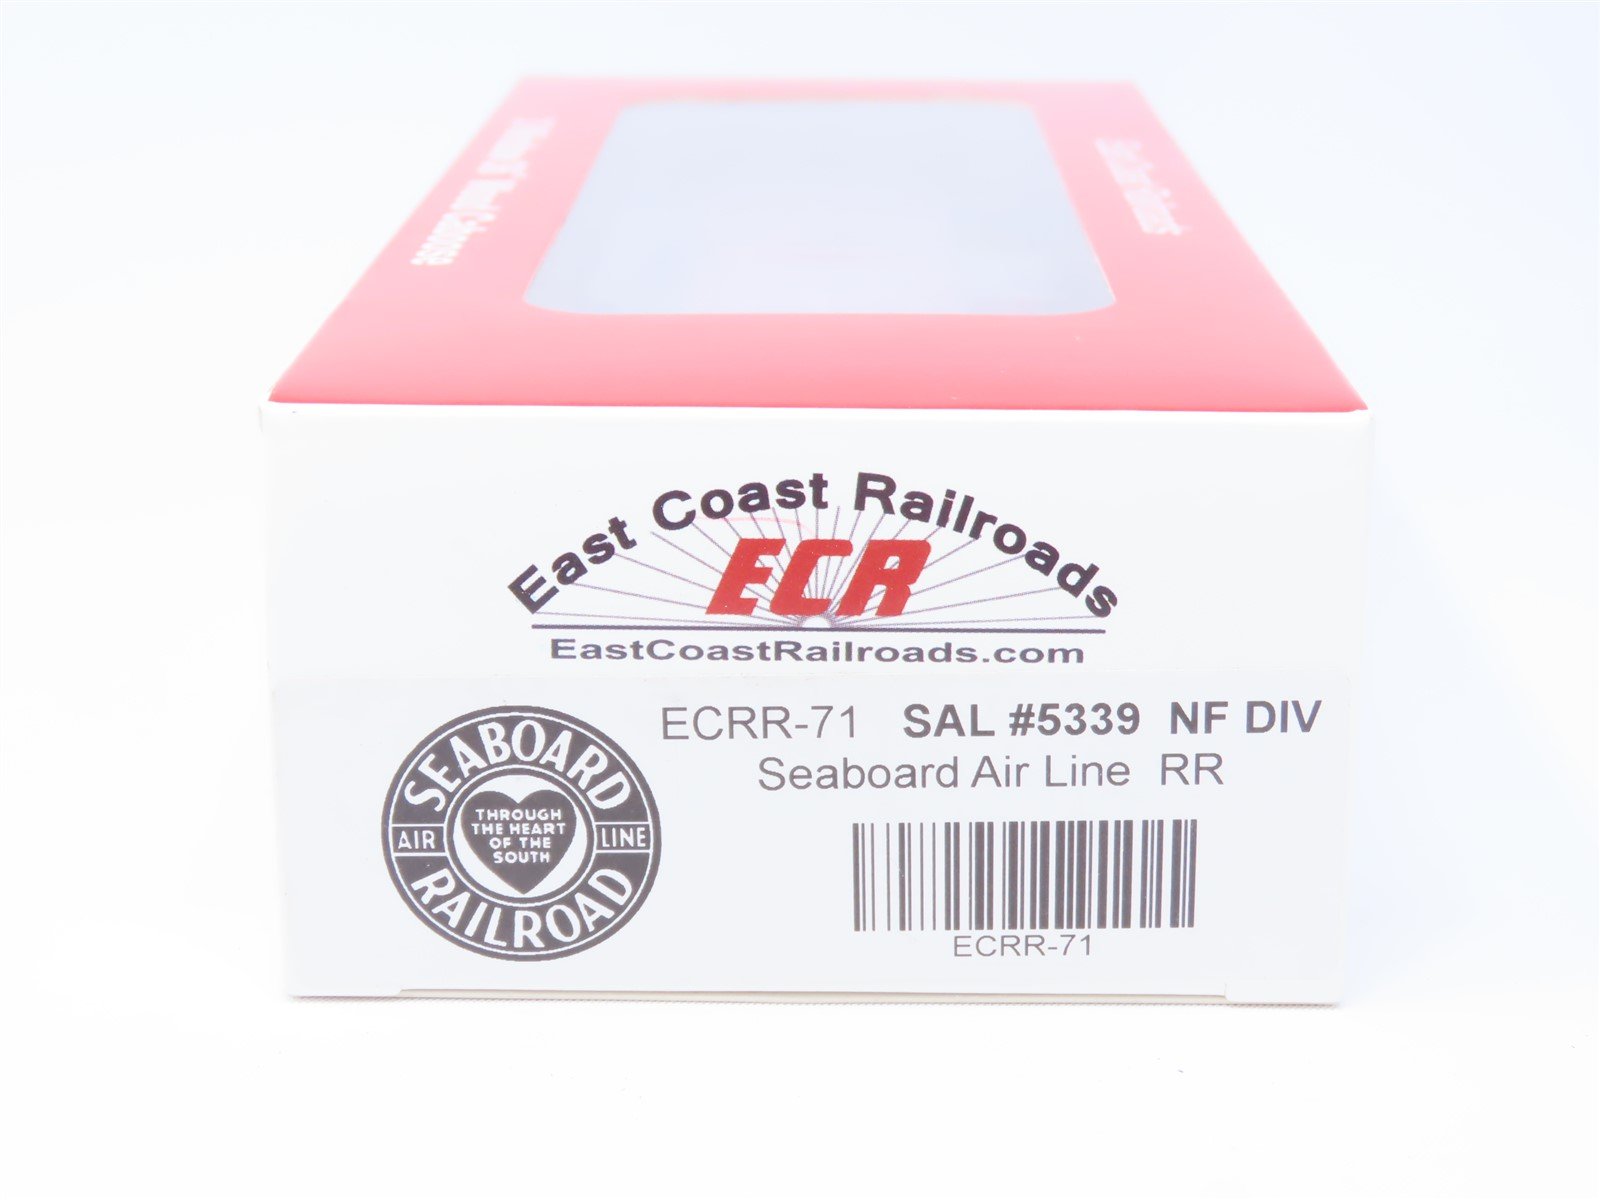 East Coast Railroads
ECR
EastCoastRailroads.com
ECRR-71 SAL #5339 NF DIV
Seaboard Air Line RR
SEABOARD
AIR LINE
RAILROAD
THROUGH
THE HEART
OF THE
SOUTH
ECRR-71